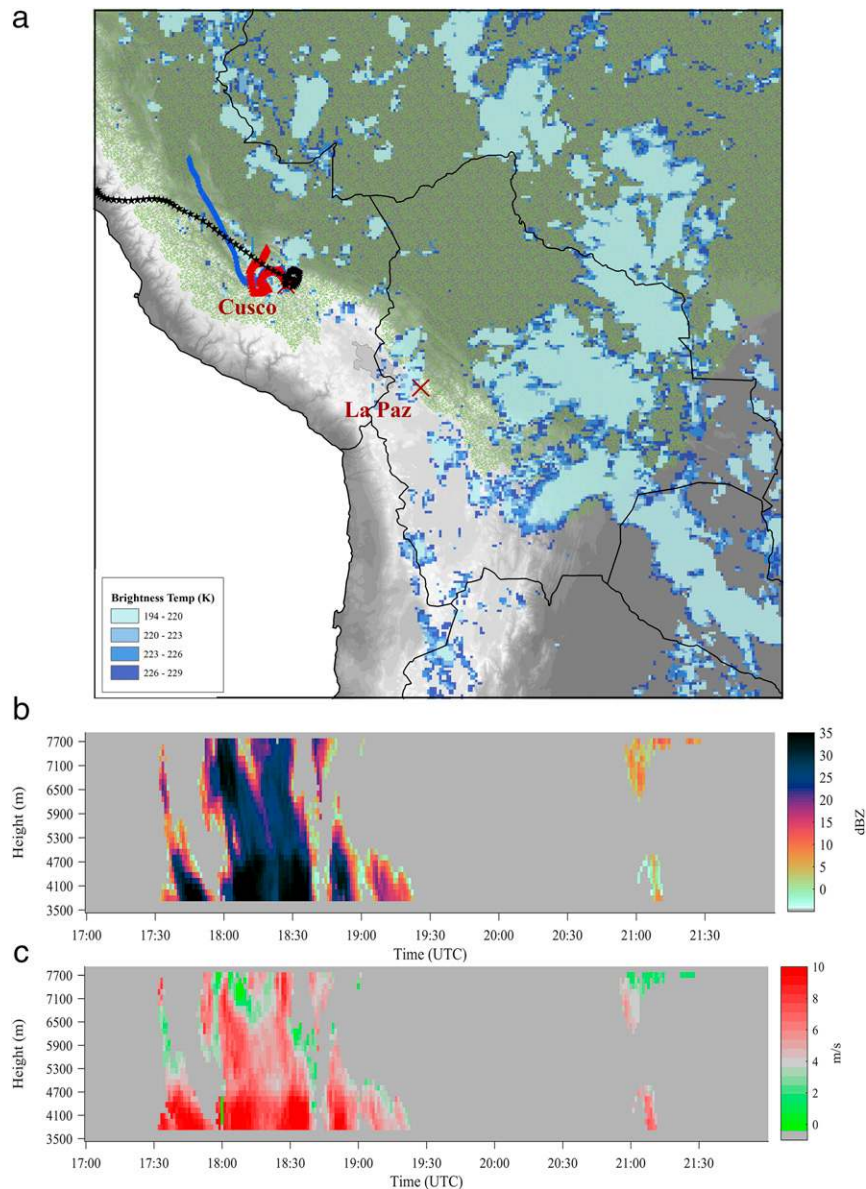 a
Cusco
La Paz
Brightness Temp (K)
194 - 220
220 - 223
223 - 226
226 - 229
b
7700
7100
6500
5900
5300
4700
4100
3500
Height (m)
17:00 17:30 18:00 18:30 19:00 19:30 20:00 20:30 21:00 21:30
Time (UTC)
35
30
25
20
15
10
5
0
dBZ
c
7700
7100
6500
5900
5300
4700
4100
3500
Height (m)
17:00 17:30 18:00 18:30 19:00 19:30 20:00 20:30 21:00 21:30
Time (UTC)
10
8
6
4
2
0
m/s